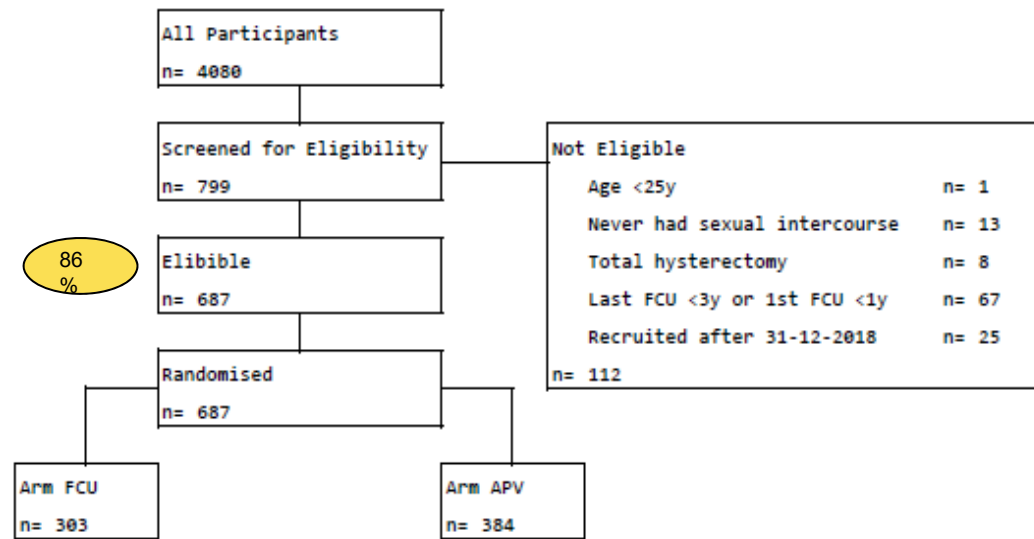 All Participants
n= 4080
Screened for Eligibility
n= 799
Not Eligible
Age <25y n= 1
Never had sexual intercourse n= 13
Total hysterectomy n= 8
Last FCU <3y or 1st FCU <1y n= 67
Recruited after 31-12-2018 n= 25
n= 112
86
%
Elibible
n= 687
Randomised
n= 687
Arm FCU
n= 303
Arm APV
n= 384